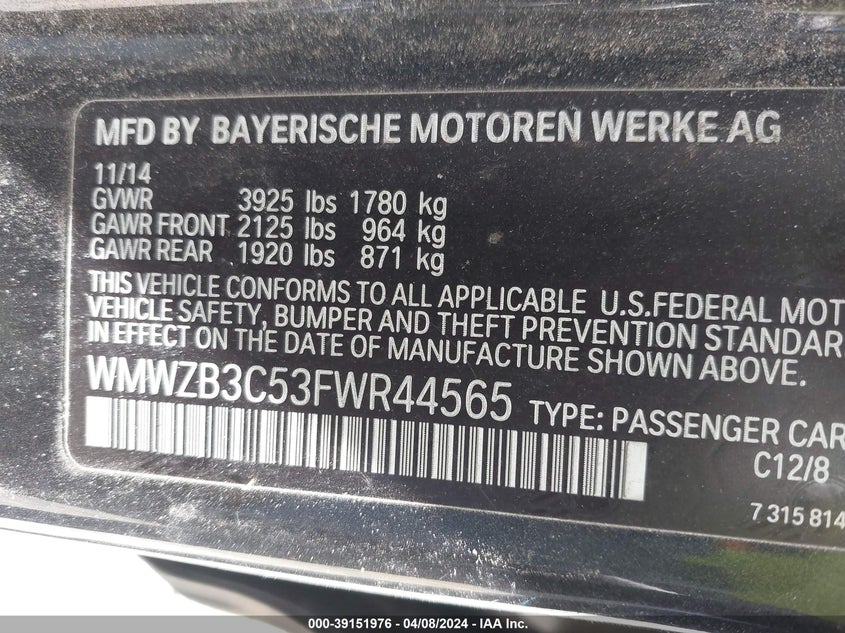 MFD BY BAYERISCHE MOTOREN WERKE AG
11/14
GVWR 3925 lbs 1780 kg
GAWR FRONT 2125 lbs 964 kg
GAWR REAR 1920 lbs 871 kg
THIS VEHICLE CONFORMS TO ALL APPLICABLE U.S.FEDERAL MOT
VEHICLE SAFETY, BUMPER AND THEFT PREVENTION STANDAR
IN EFFECT ON THE DATE OF MANUFACTURE SHOWN ABOVE.
WMWZB3C53FWR44565 TYPE: PASSENGER CAR
C12/8
7 315 814
000-39151976 | 04/08/2024 - IAA Inc.